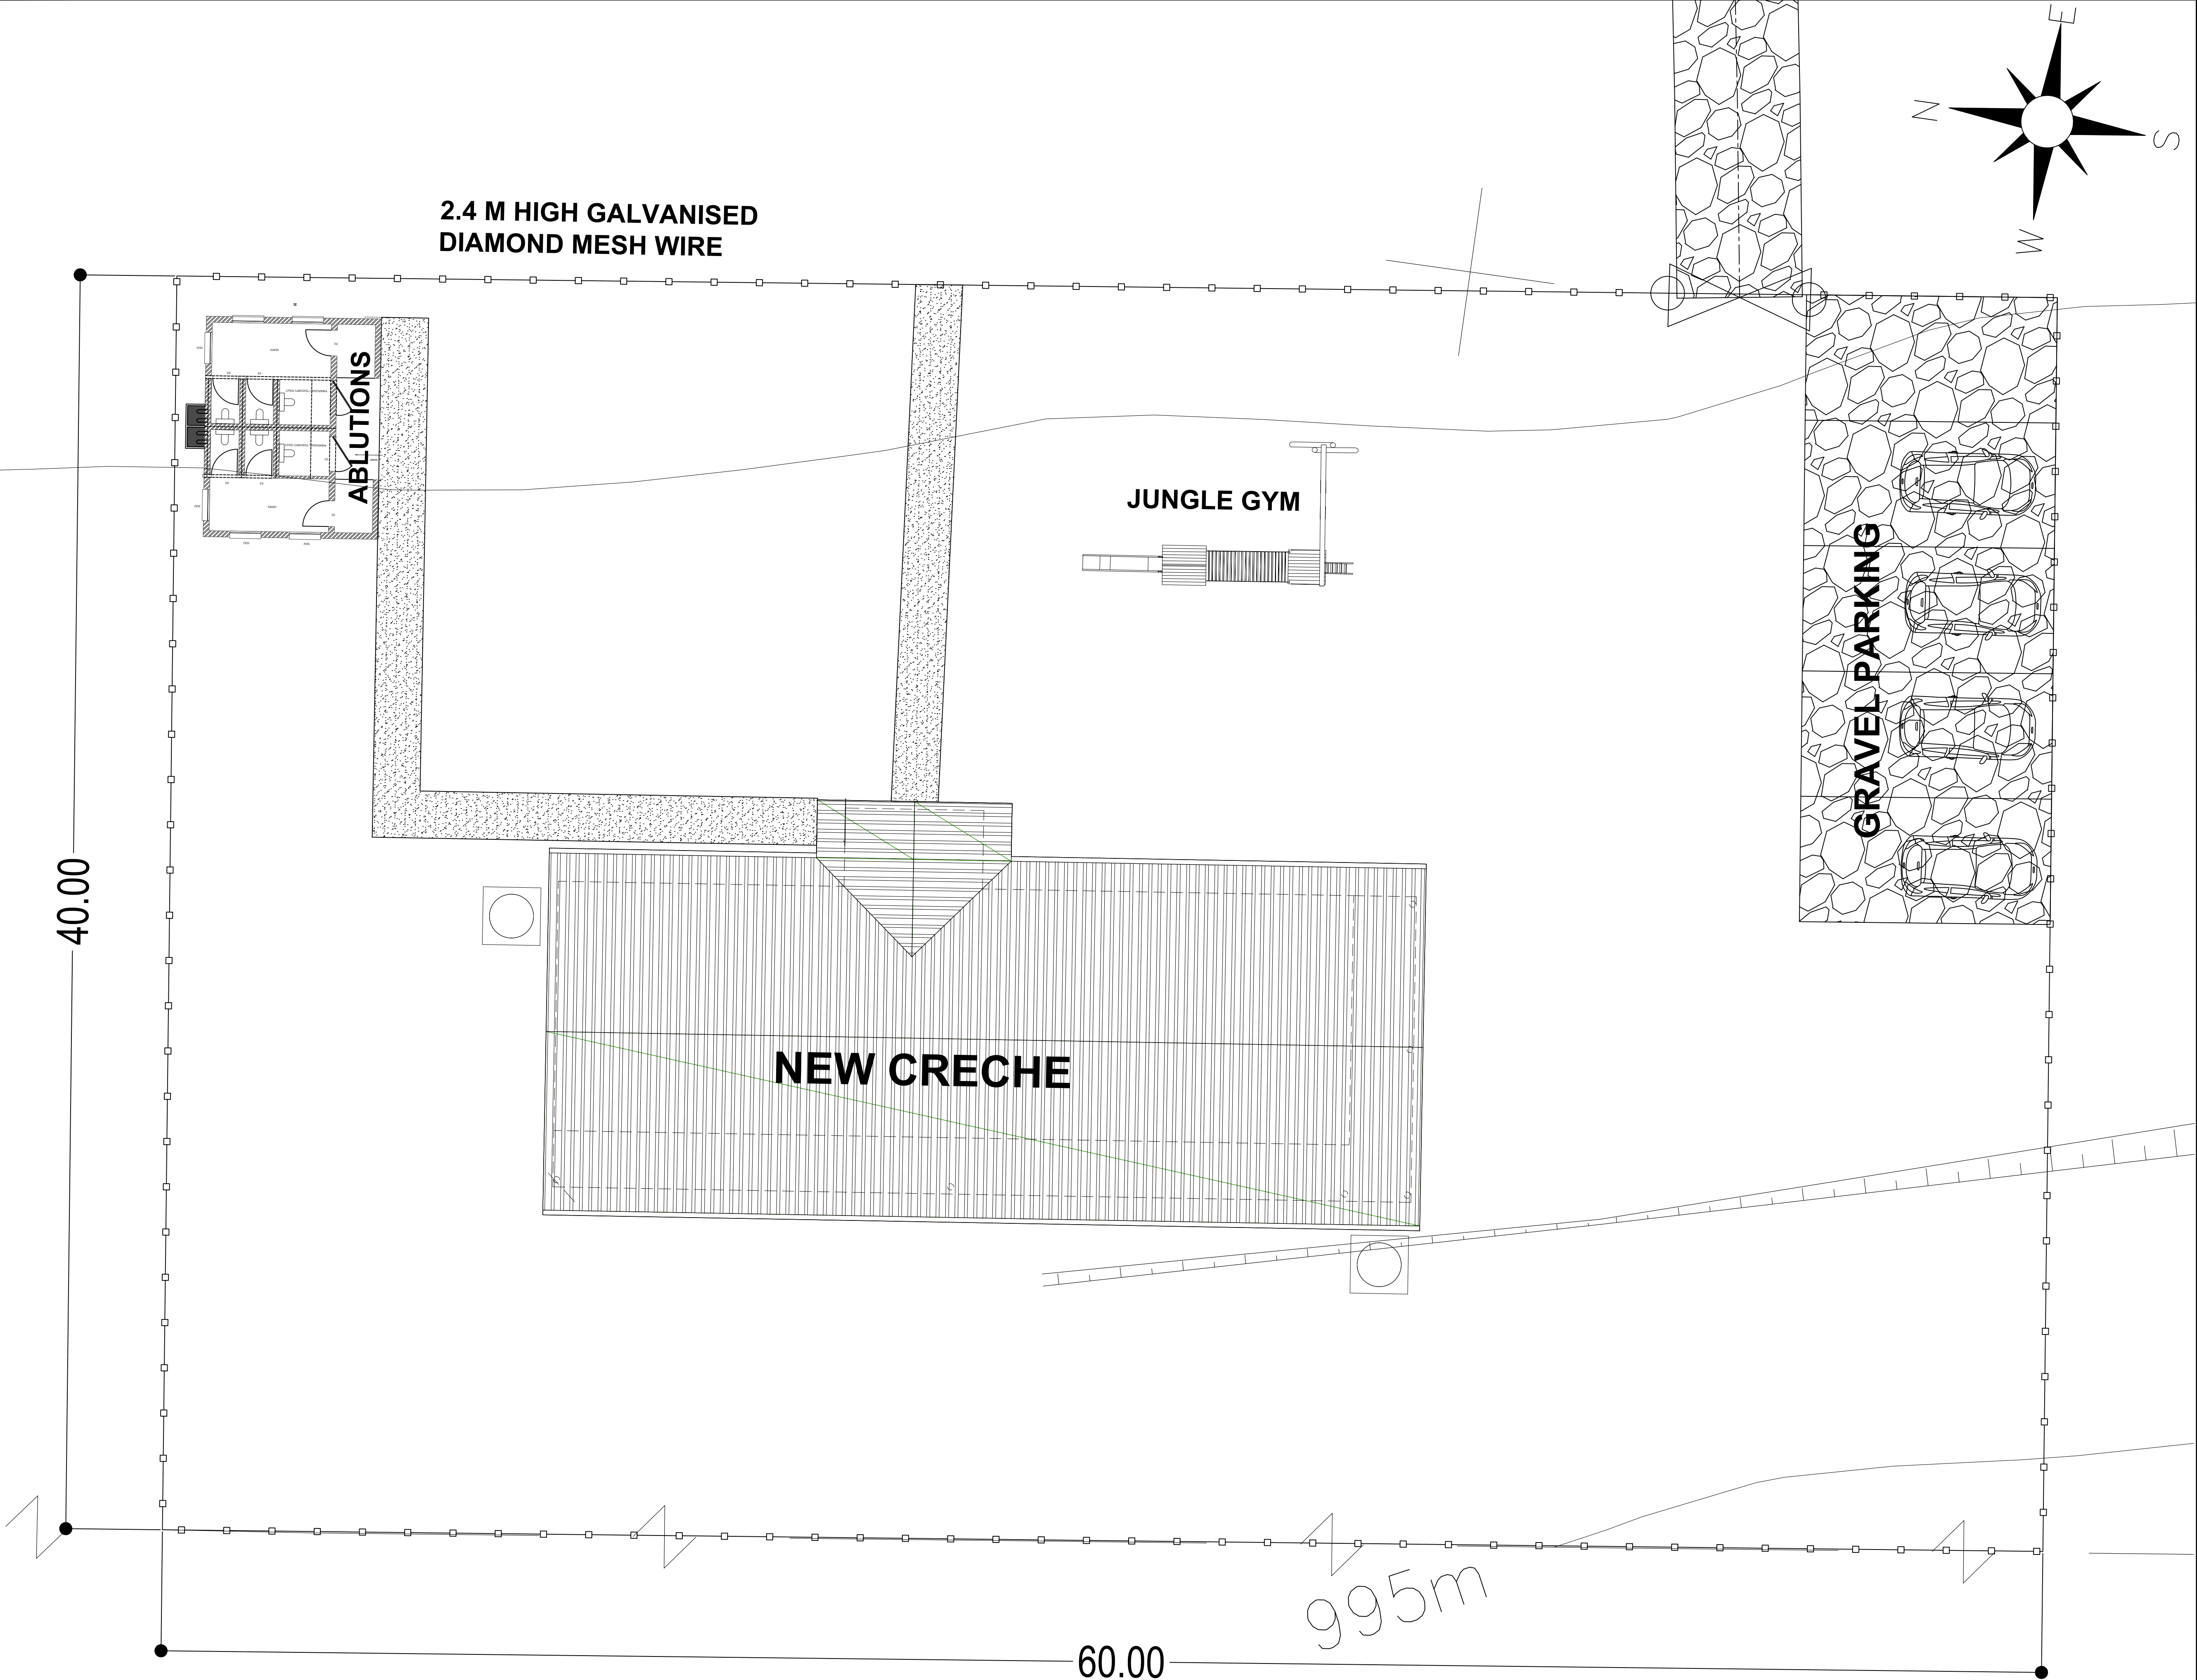 E
N
S
W
2.4 M HIGH GALVANISED
DIAMOND MESH WIRE
ABLUTIONS
JUNGLE GYM
GRAVEL PARKING
40.00
NEW CRECHE
995m
60.00